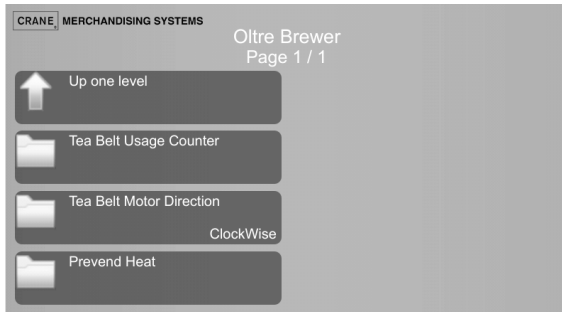 CRANE MERCHANDISING SYSTEMS
Oltre Brewer
Page 1 / 1
Up one level
Tea Belt Usage Counter
Tea Belt Motor Direction
ClockWise
Prevend Heat